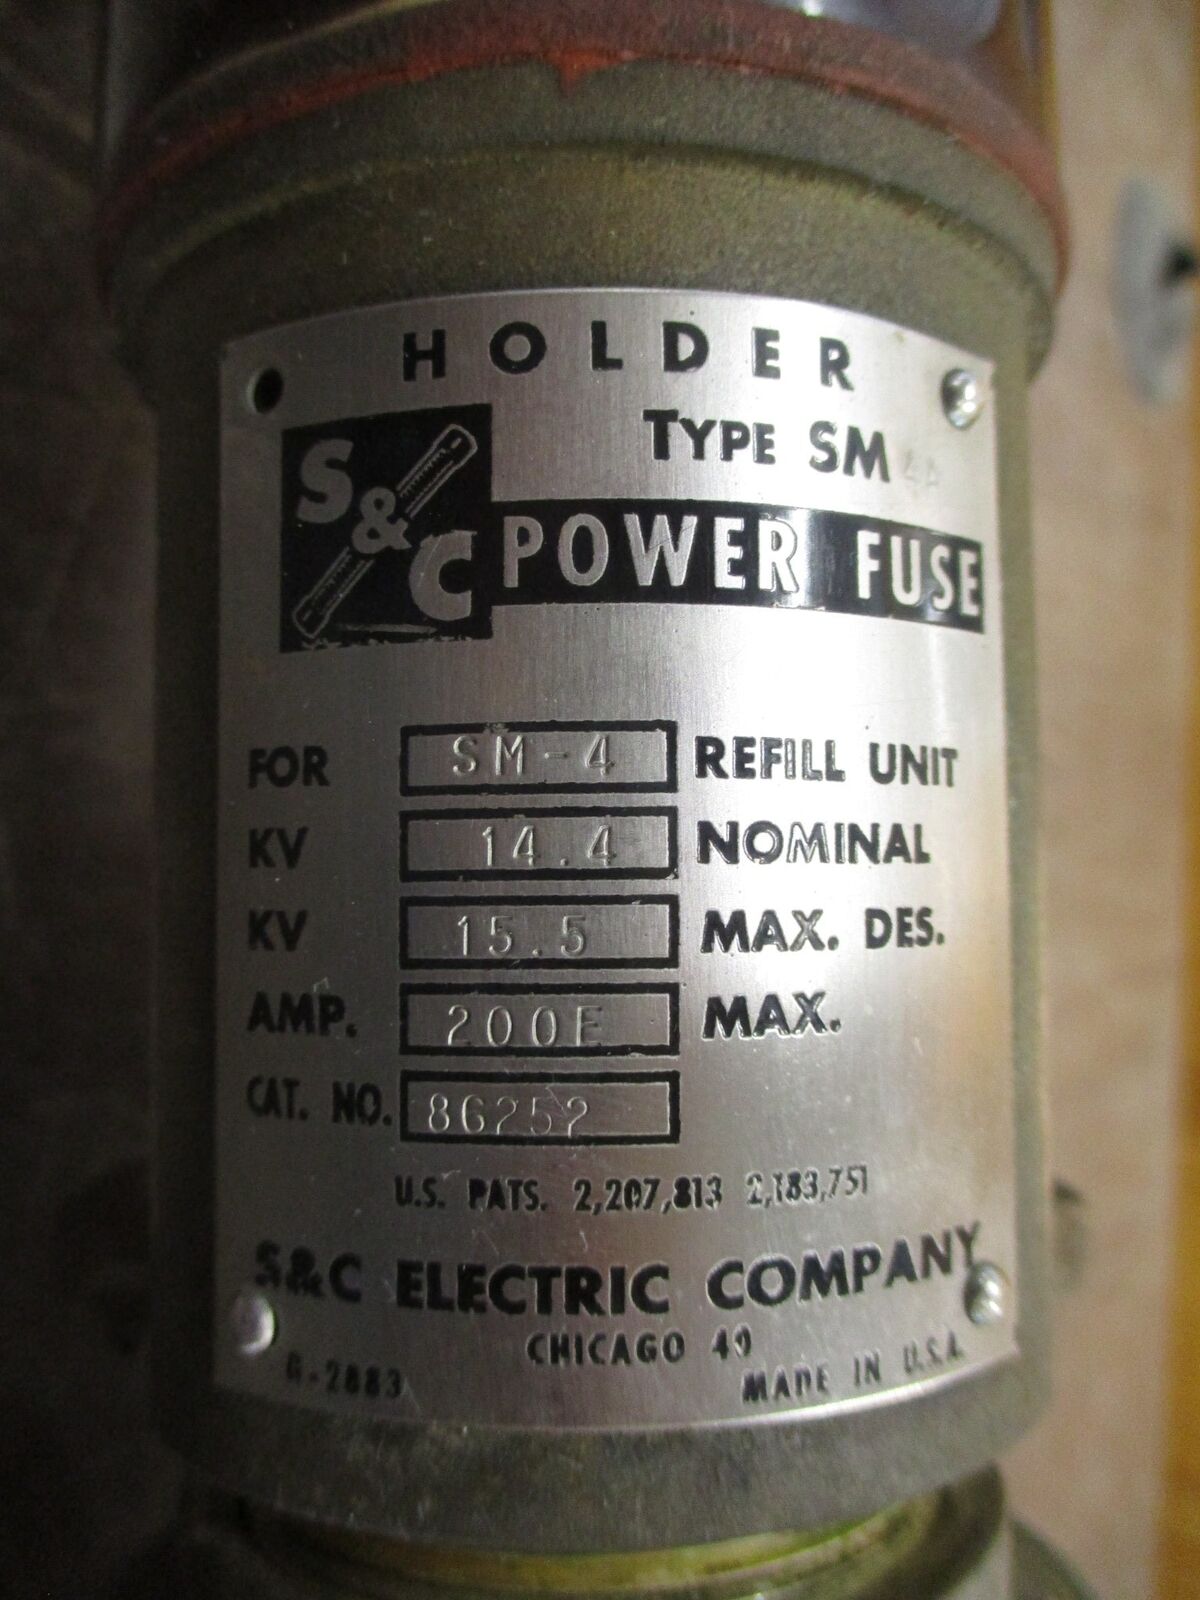 HOLDER
TYPE SM 4A
S&C POWER FUSE
FOR SM-4 REFILL UNIT
KV 14.4 NOMINAL
KV 15.5 MAX. DES.
AMP. 200E MAX.
CAT. NO. 86252
U.S. PATS. 2,207,813 2,183,751
S&C ELECTRIC COMPANY
CHICAGO 40
G-2883 MADE IN U.S.A.